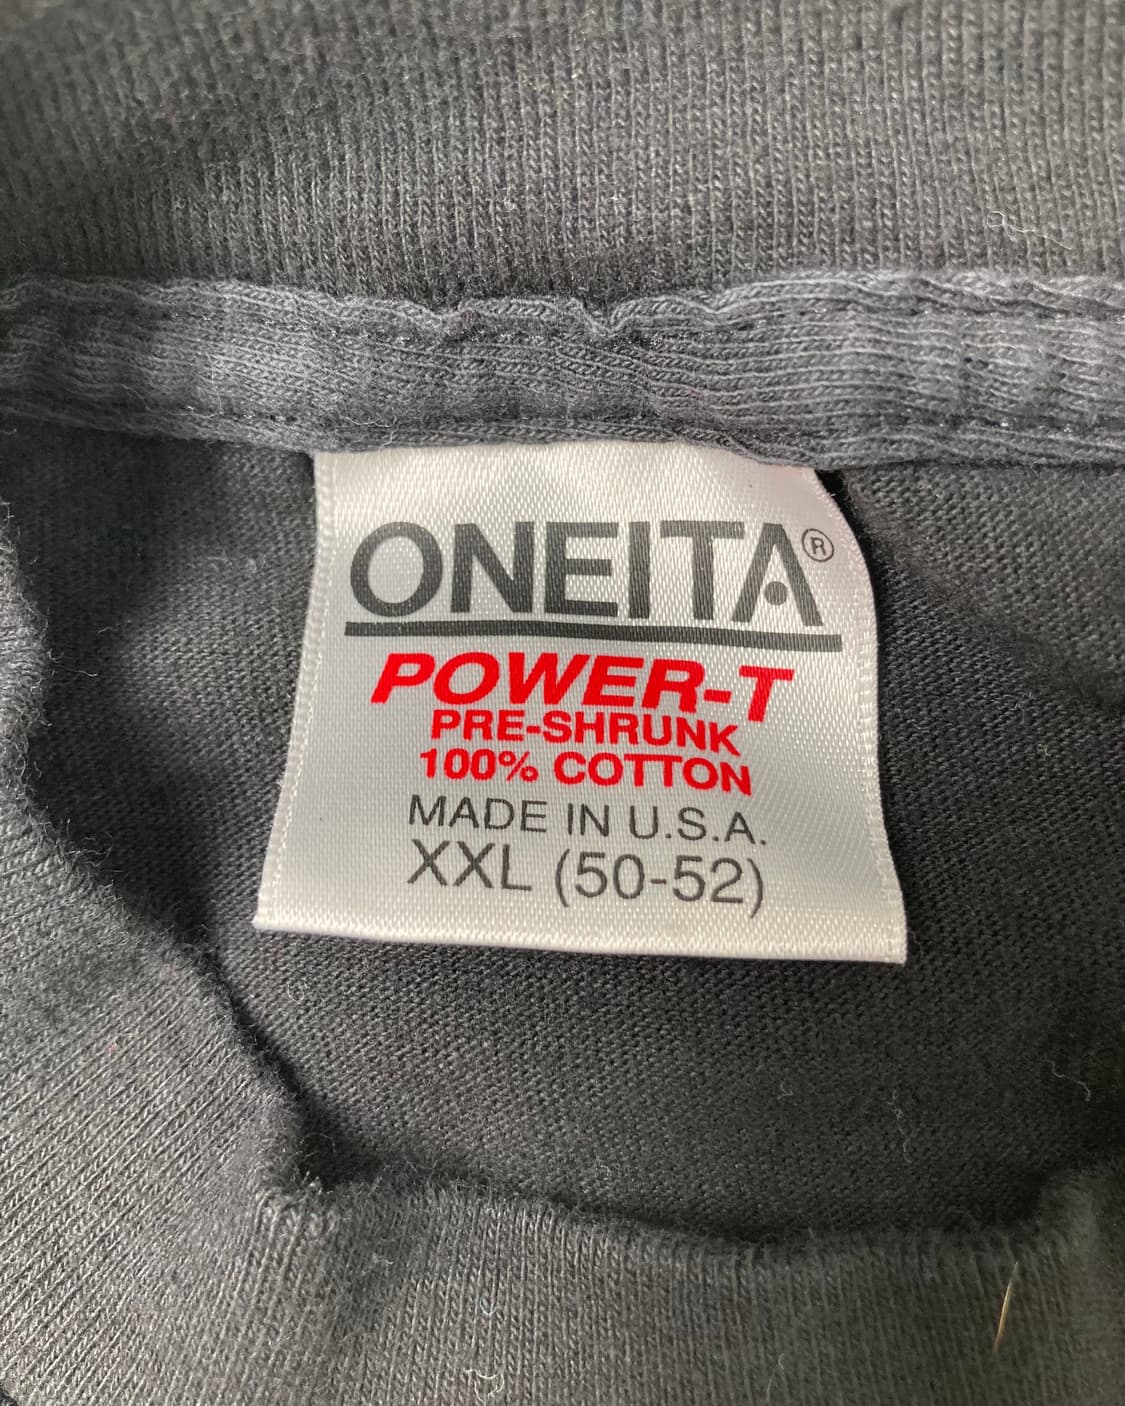 ONEITA®
POWER-T
PRE-SHRUNK
100% COTTON
MADE IN U.S.A.
XXL (50-52)